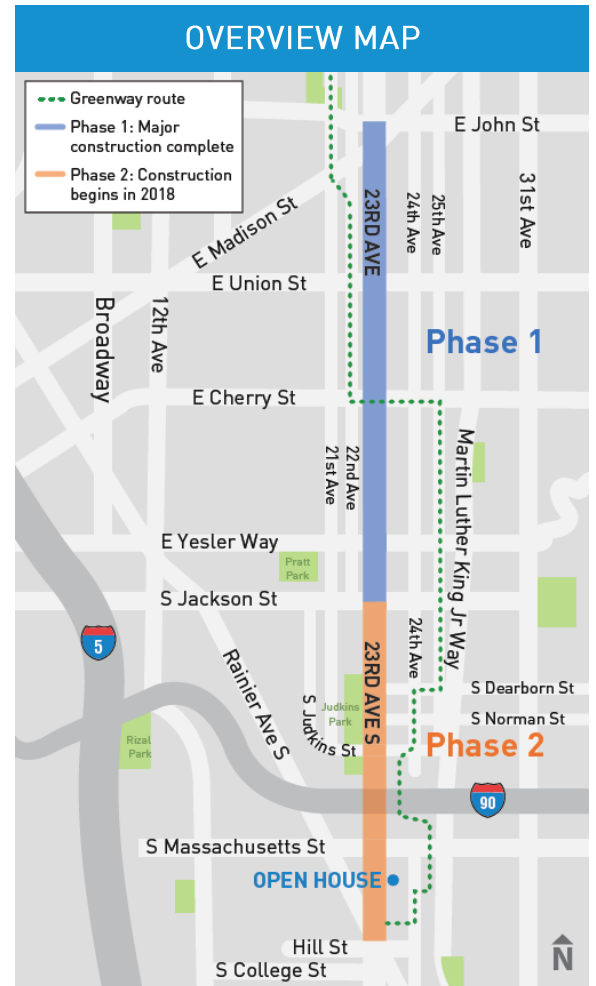 OVERVIEW MAP
Greenway route
Phase 1: Major
construction complete
Phase 2: Construction
begins in 2018
E John St
E Madison St
23RD AVE
24th Ave
25th Ave
31st Ave
E Union St
Broadway
12th Ave
Phase 1
E Cherry St
21st Ave
22nd Ave
Martin Luther King Jr Way
E Yesler Way
Pratt
Park
S Jackson St
5
Rainier Ave S
S Judkins St
Judkins
Park
23RD AVE S
24th Ave
S Dearborn St
S Norman St
Rizal
Park
Phase 2
90
S Massachusetts St
OPEN HOUSE
Hill St
S College St
N